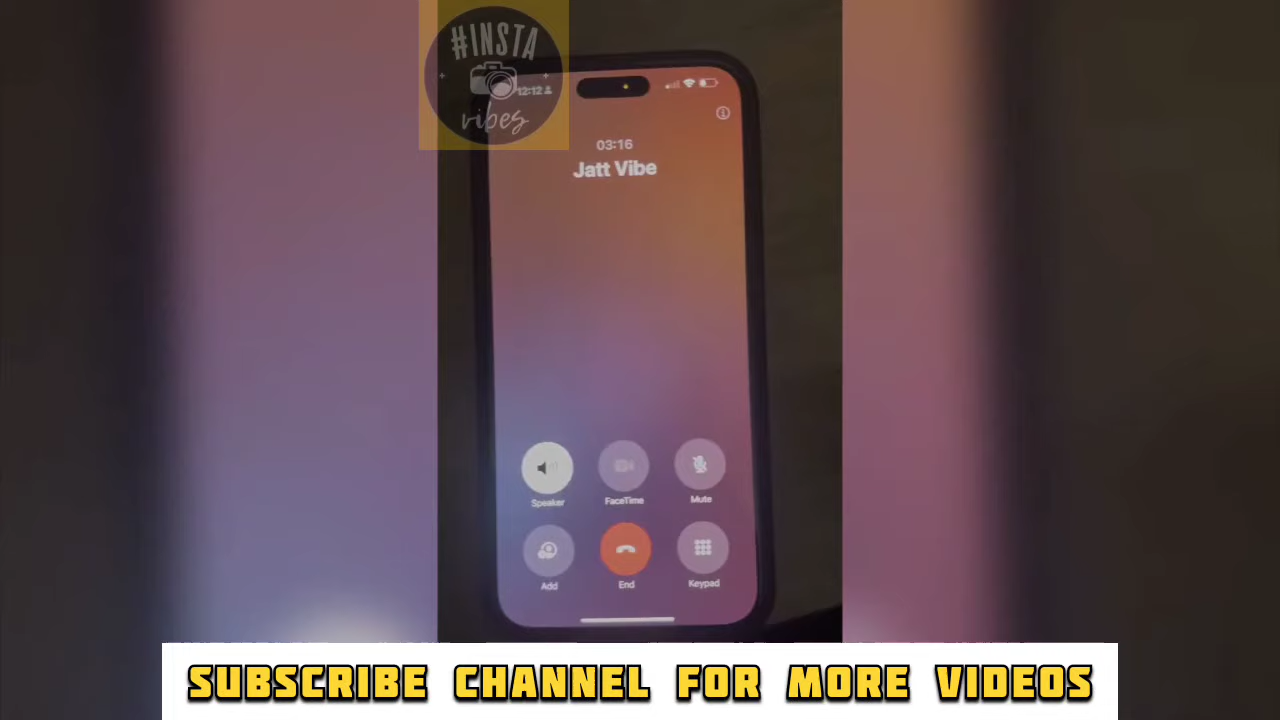 #INSTA
vibes
12:12
03:16
Jatt Vibe
Speaker
FaceTime
Mute
Add
End
Keypad
SUBSCRIBE CHANNEL FOR MORE VIDEOS